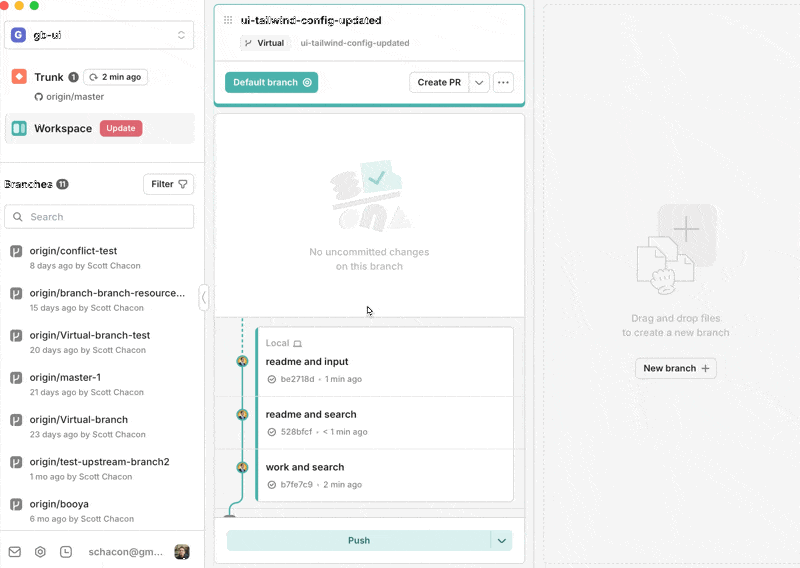 G gb-ui
Trunk 1 2 min ago
origin/master
Workspace Update
Branches 11 Filter
Search
origin/conflict-test
8 days ago by Scott Chacon
origin/branch-branch-resource...
15 days ago by Scott Chacon
origin/Virtual-branch-test
20 days ago by Scott Chacon
origin/master-1
21 days ago by Scott Chacon
origin/Virtual-branch
23 days ago by Scott Chacon
origin/test-upstream-branch2
1 mo ago by Scott Chacon
origin/booya
6 mo ago by Scott Chacon
schacon@gm...
ui-tailwind-config-updated
Virtual ui-tailwind-config-updated
Default branch Create PR
No uncommitted changes
on this branch
Local
readme and input
be2718d • 1 min ago
readme and search
528bfcf • < 1 min ago
work and search
b7fe7c9 • 2 min ago
Push
Drag and drop files
to create a new branch
New branch